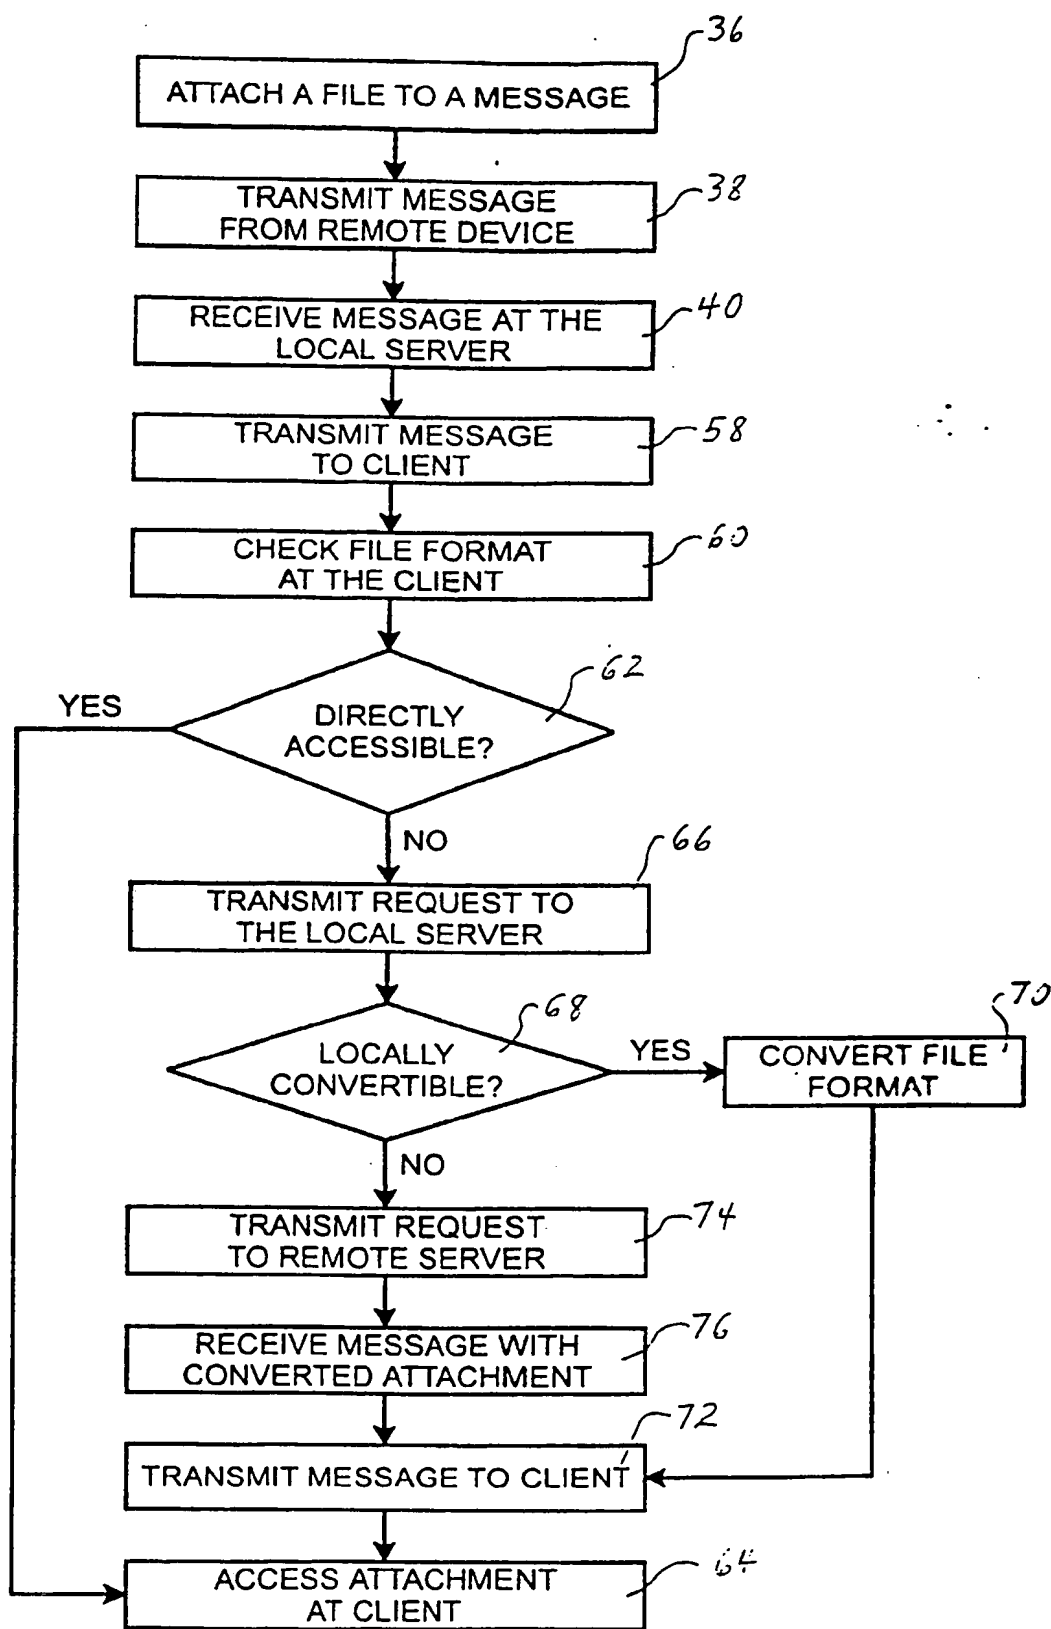 36
ATTACH A FILE TO A MESSAGE
38
TRANSMIT MESSAGE
FROM REMOTE DEVICE
40
RECEIVE MESSAGE AT THE
LOCAL SERVER
58
TRANSMIT MESSAGE
TO CLIENT
60
CHECK FILE FORMAT
AT THE CLIENT
62
YES
DIRECTLY
ACCESSIBLE?
NO
66
TRANSMIT REQUEST TO
THE LOCAL SERVER
68
LOCALLY
CONVERTIBLE?
YES
70
CONVERT FILE
FORMAT
NO
74
TRANSMIT REQUEST
TO REMOTE SERVER
76
RECEIVE MESSAGE WITH
CONVERTED ATTACHMENT
72
TRANSMIT MESSAGE TO CLIENT
64
ACCESS ATTACHMENT
AT CLIENT